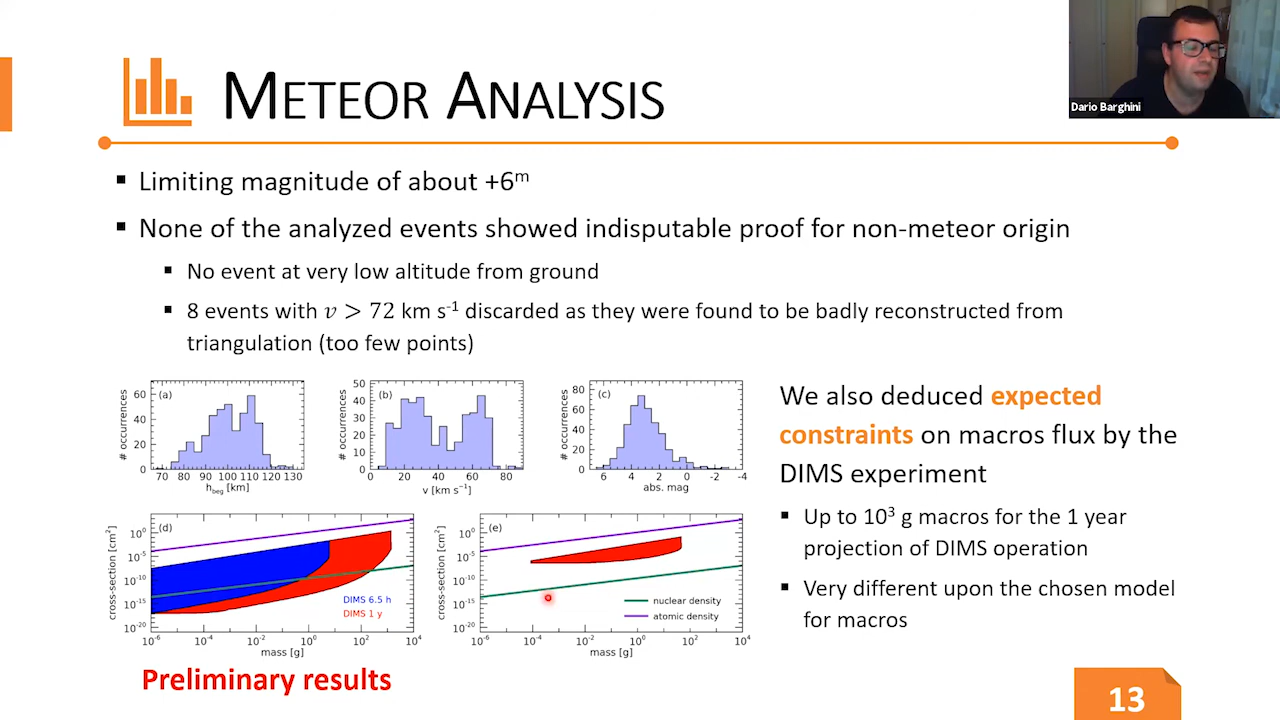 Dario Barghini
METEOR ANALYSIS
▪ Limiting magnitude of about +6ᵐ
▪ None of the analyzed events showed indisputable proof for non-meteor origin
▪ No event at very low altitude from ground
▪ 8 events with v > 72 km s⁻¹ discarded as they were found to be badly reconstructed from
triangulation (too few points)
# occurrences
60
40
20
0
(a)
70 80 90 100 110 120 130
h_beg [km]
# occurrences
50
40
30
20
10
0
(b)
0 20 40 60 80
v [km s⁻¹]
# occurrences
80
60
40
20
0
(c)
6 4 2 0 -2 -4
abs. mag
cross-section [cm²]
10⁰
10⁻⁵
10⁻¹⁰
10⁻¹⁵
10⁻²⁰
(d)
DIMS 6.5 h
DIMS 1 y
10⁻⁶ 10⁻⁴ 10⁻² 10⁰ 10² 10⁴
mass [g]
cross-section [cm²]
10⁰
10⁻⁵
10⁻¹⁰
10⁻¹⁵
10⁻²⁰
(e)
nuclear density
atomic density
10⁻⁶ 10⁻⁴ 10⁻² 10⁰ 10² 10⁴
mass [g]
Preliminary results
We also deduced expected
constraints on macros flux by the
DIMS experiment
▪ Up to 10³ g macros for the 1 year
projection of DIMS operation
▪ Very different upon the chosen model
for macros
13